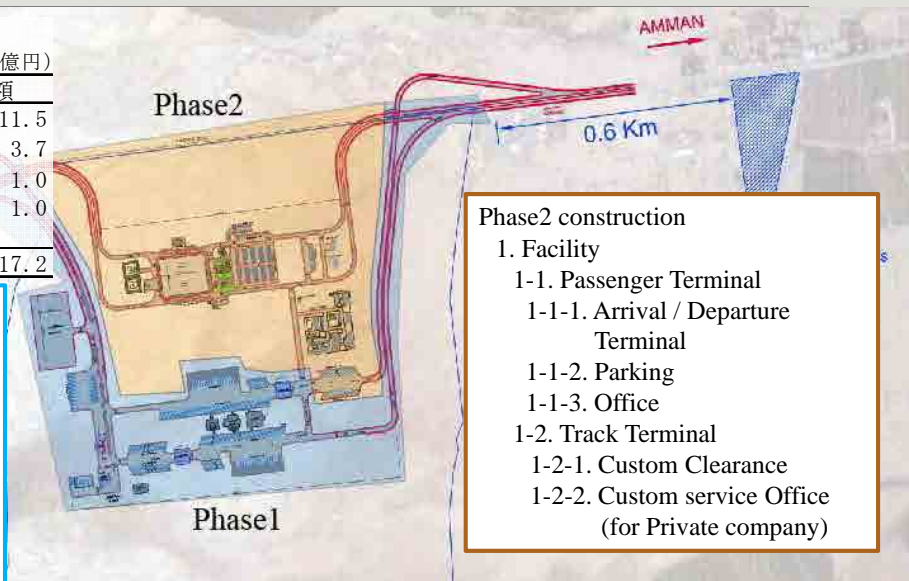 億円)
額
11.5
3.7
1.0
1.0
17.2
AMMAN
Phase2
0.6 Km
Phase2 construction
1. Facility
1-1. Passenger Terminal
1-1-1. Arrival / Departure
Terminal
1-1-2. Parking
1-1-3. Office
1-2. Track Terminal
1-2-1. Custom Clearance
1-2-2. Custom service Office
(for Private company)
s
Phase1